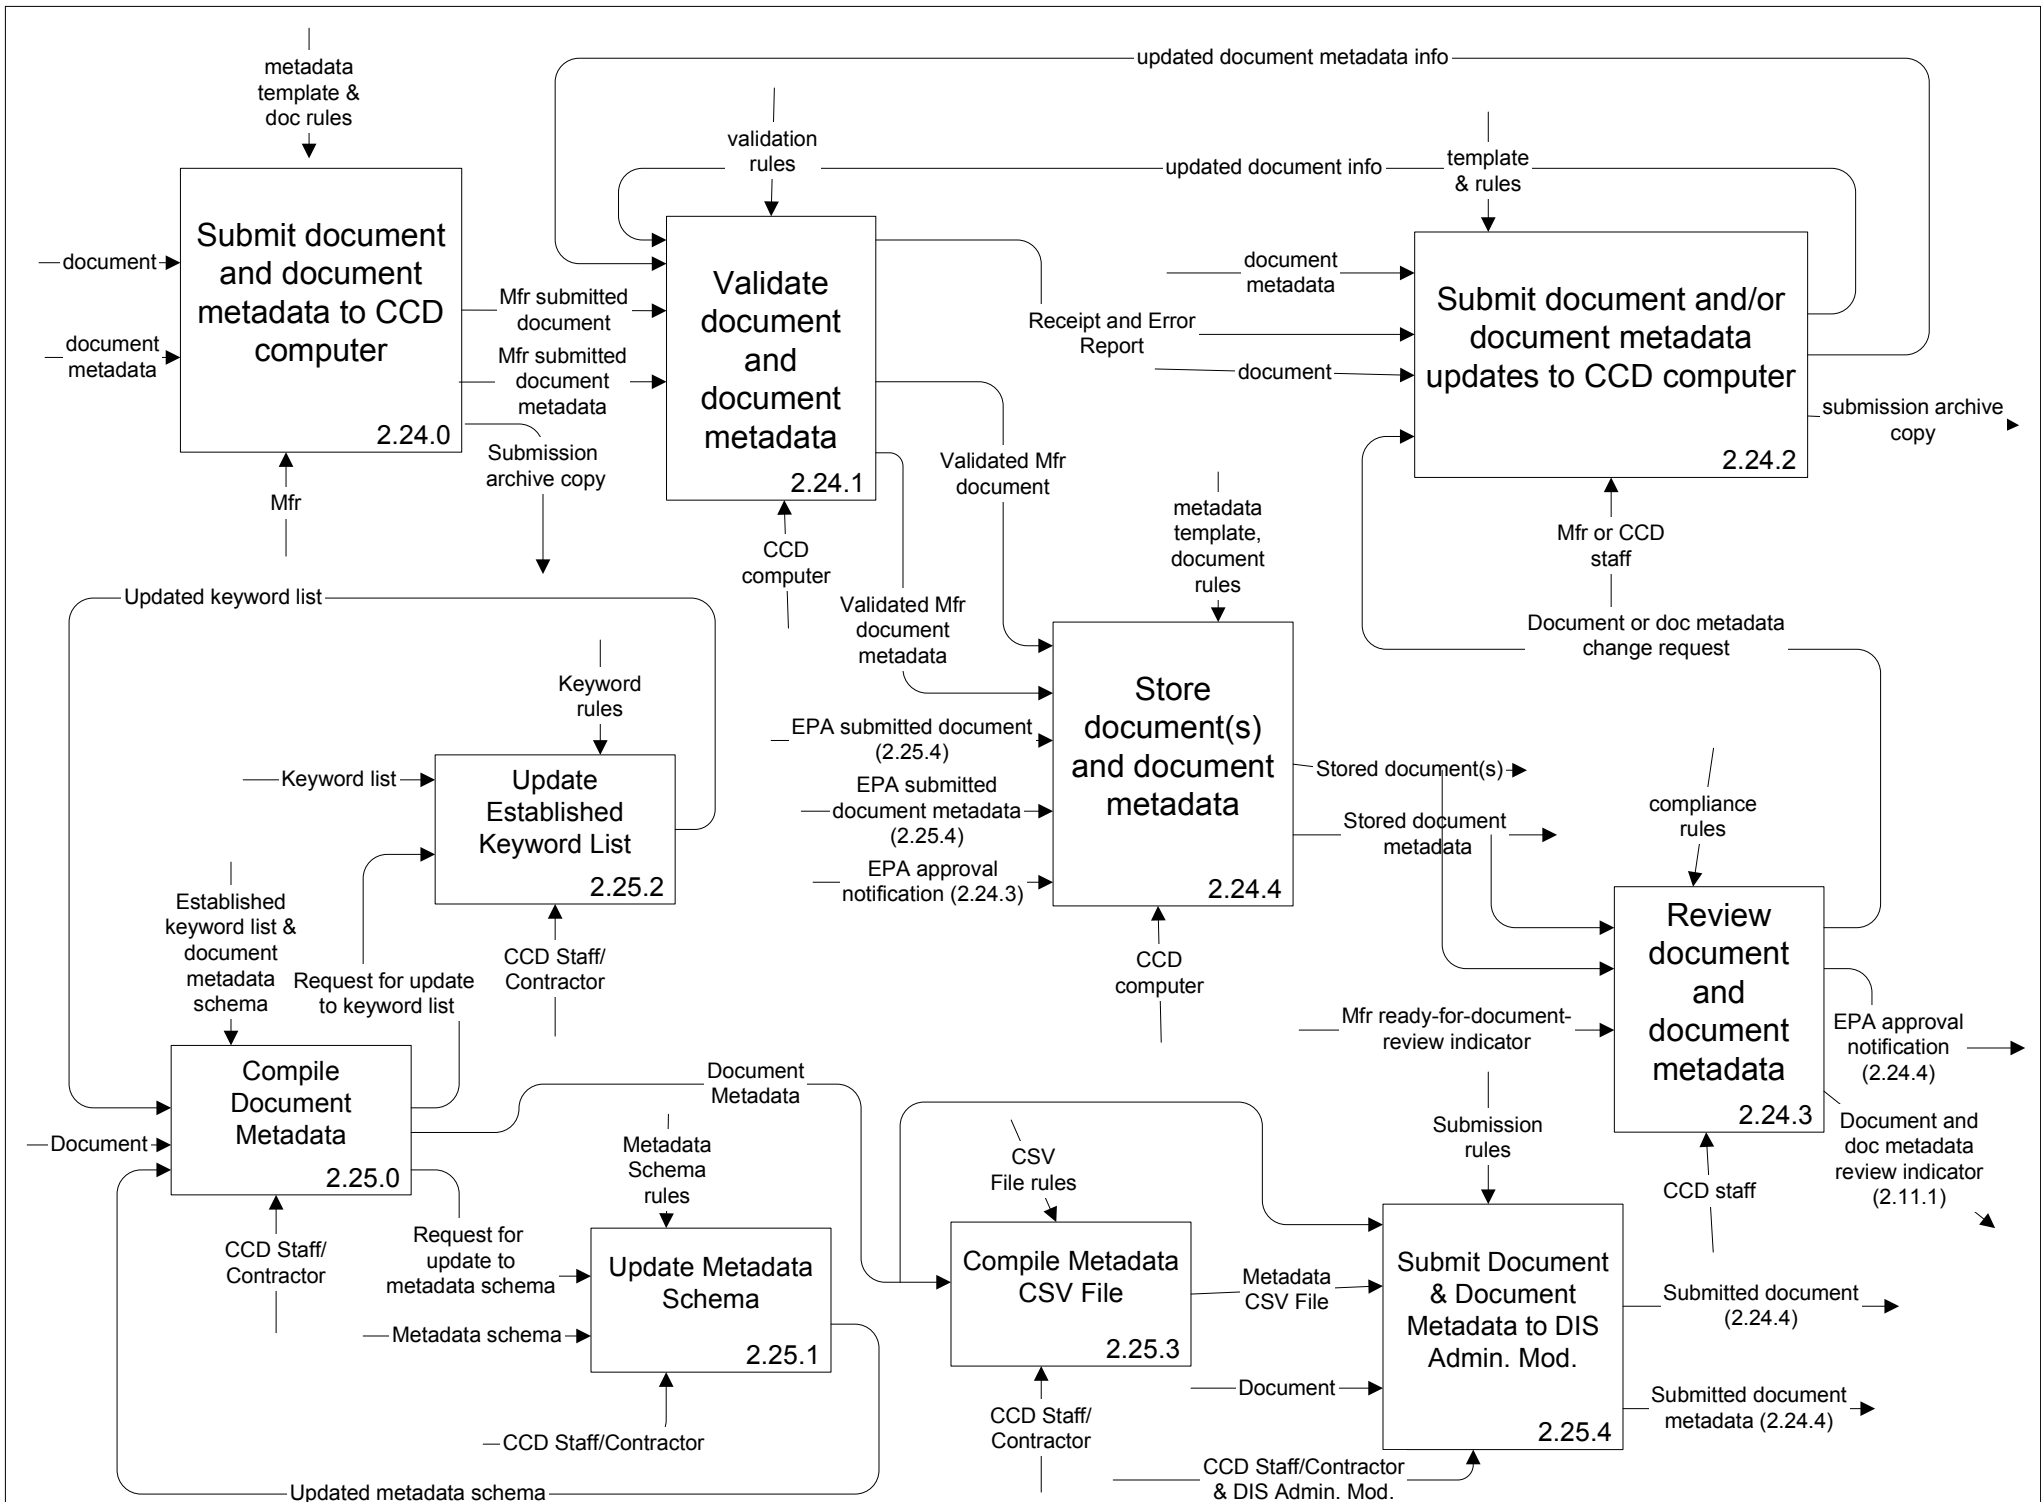 metadata
template &
doc rules
updated document metadata info
validation
rules
updated document info
template
& rules
document
document
metadata
Submit document
and document
metadata to CCD
computer
2.24.0
Mfr
Mfr submitted
document
Mfr submitted
document
metadata
Submission
archive copy
Validate
document
and
document
metadata
2.24.1
CCD
computer
Receipt and Error
Report
document
metadata
document
Submit document and/or
document metadata
updates to CCD computer
2.24.2
submission archive
copy
Mfr or CCD
staff
Validated Mfr
document
Validated Mfr
document
metadata
metadata
template,
document
rules
Document or doc metadata
change request
Updated keyword list
Keyword
rules
Keyword list
Update
Established
Keyword List
2.25.2
CCD Staff/
Contractor
EPA submitted document
(2.25.4)
EPA submitted
document metadata
(2.25.4)
EPA approval
notification (2.24.3)
Store
document(s)
and document
metadata
2.24.4
CCD
computer
Stored document(s)
Stored document
metadata
compliance
rules
Mfr ready-for-document-
review indicator
Review
document
and
document
metadata
2.24.3
CCD staff
EPA approval
notification
(2.24.4)
Document and
doc metadata
review indicator
(2.11.1)
Established
keyword list &
document
metadata
schema
Request for update
to keyword list
Document
Compile
Document
Metadata
2.25.0
CCD Staff/
Contractor
Document
Metadata
Metadata
Schema
rules
Request for
update to
metadata schema
Metadata schema
Update Metadata
Schema
2.25.1
CCD Staff/Contractor
Updated metadata schema
CSV
File rules
Compile Metadata
CSV File
2.25.3
CCD Staff/
Contractor
Metadata
CSV File
Submission
rules
Document
Submit Document
& Document
Metadata to DIS
Admin. Mod.
2.25.4
CCD Staff/Contractor
& DIS Admin. Mod.
Submitted document
(2.24.4)
Submitted document
metadata (2.24.4)